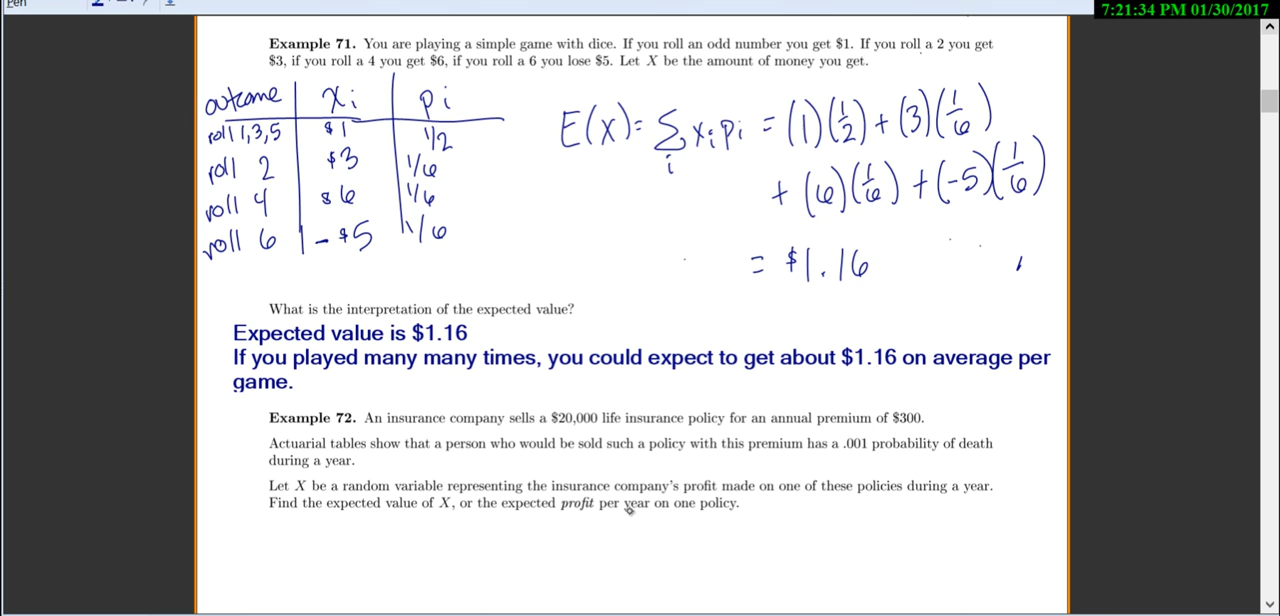 Pen
7:21:34 PM 01/30/2017
Example 71. You are playing a simple game with dice. If you roll an odd number you get $1. If you roll a 2 you get
$3, if you roll a 4 you get $6, if you roll a 6 you lose $5. Let X be the amount of money you get.
outcome xi pi
roll 1,3,5 $1 1/2
roll 2 $3 1/6
roll 4 $6 1/6
roll 6 -$5 1/6
E(x) = ∑ xi pi = (1)(1/2) + (3)(1/6)
i
+ (6)(1/6) + (-5)(1/6)
= $1.16
What is the interpretation of the expected value?
Expected value is $1.16
If you played many many times, you could expect to get about $1.16 on average per
game.
Example 72. An insurance company sells a $20,000 life insurance policy for an annual premium of $300.
Actuarial tables show that a person who would be sold such a policy with this premium has a .001 probability of death
during a year.
Let X be a random variable representing the insurance company's profit made on one of these policies during a year.
Find the expected value of X, or the expected profit per year on one policy.